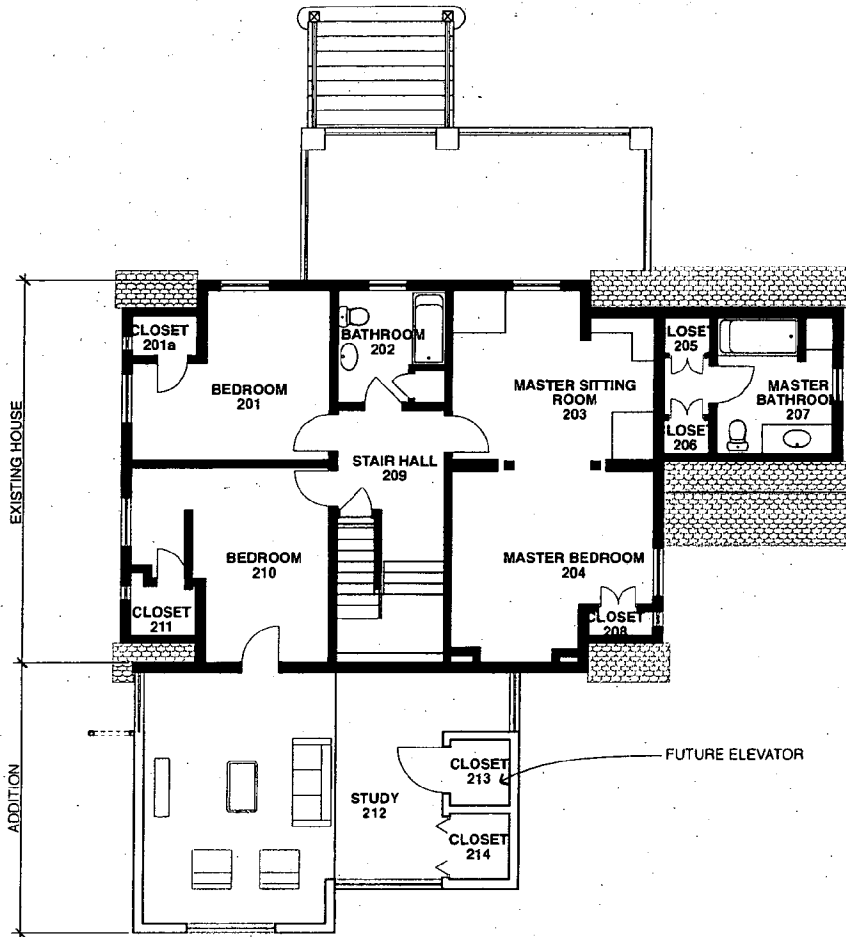 CLOSET
201a
BATHROOM
202
BEDROOM
201
MASTER SITTING
ROOM
203
LOSET
205
MASTER
BATHROOM
207
LOSET
206
STAIR HALL
209
EXISTING HOUSE
BEDROOM
210
MASTER BEDROOM
204
CLOSET
211
CLOSET
208
ADDITION
CLOSET
213
FUTURE ELEVATOR
STUDY
212
CLOSET
214